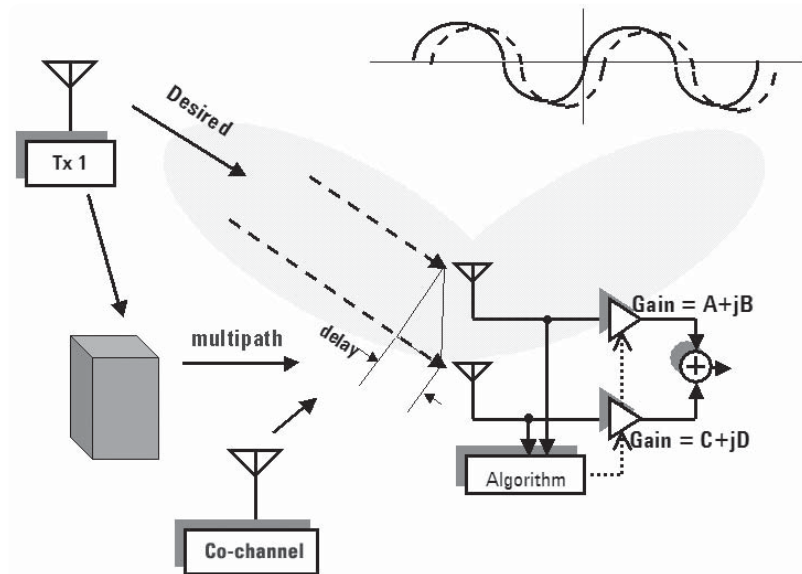 Desired
Tx 1
delay
multipath
Gain = A+jB
Gain = C+jD
Algorithm
Co-channel